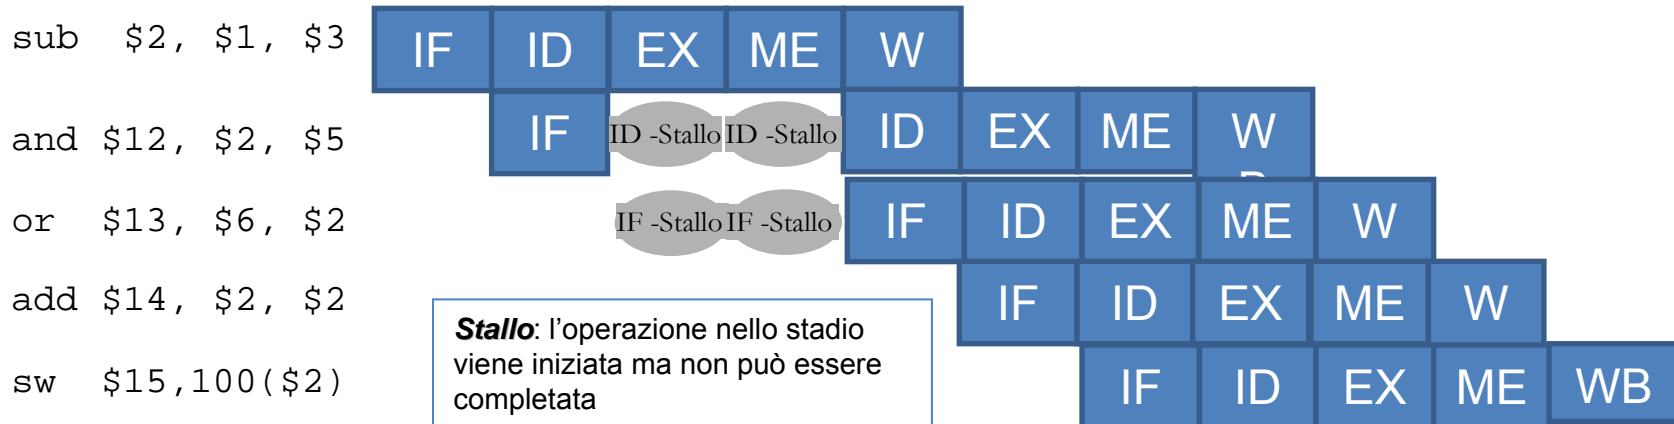 sub $2, $1, $3 IF ID EX ME W
and $12, $2, $5 IF ID -Stallo ID -Stallo ID EX ME W
or $13, $6, $2 IF -Stallo IF -Stallo IF ID EX ME W
add $14, $2, $2 IF ID EX ME W
sw $15,100($2) IF ID EX ME WB
Stallo: l'operazione nello stadio
viene iniziata ma non può essere
completata